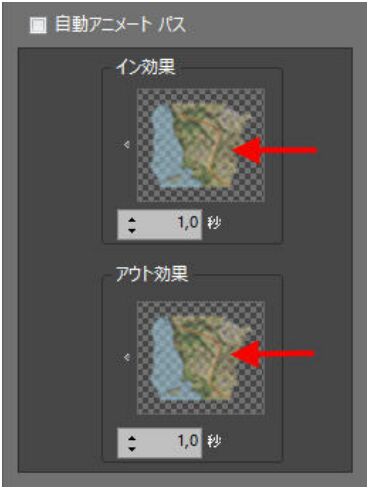 自動アニメート パス
イン効果
1,0 秒
アウト効果
1,0 秒